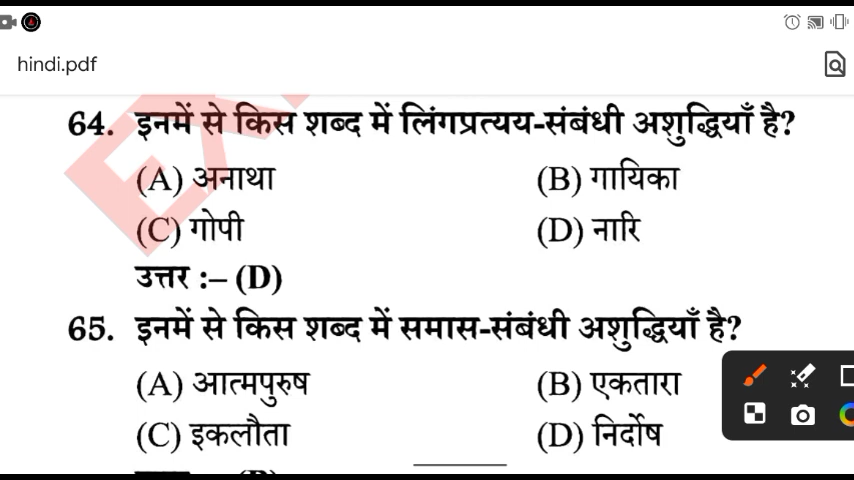 hindi.pdf
64. इनमें से किस शब्द में लिंगप्रत्यय-संबंधी अशुद्धियाँ है?
(A) अनाथा (B) गायिका
(C) गोपी (D) नारि
उत्तर :– (D)
65. इनमें से किस शब्द में समास-संबंधी अशुद्धियाँ है?
(A) आत्मपुरुष (B) एकतारा
(C) इकलौता (D) निर्दोष